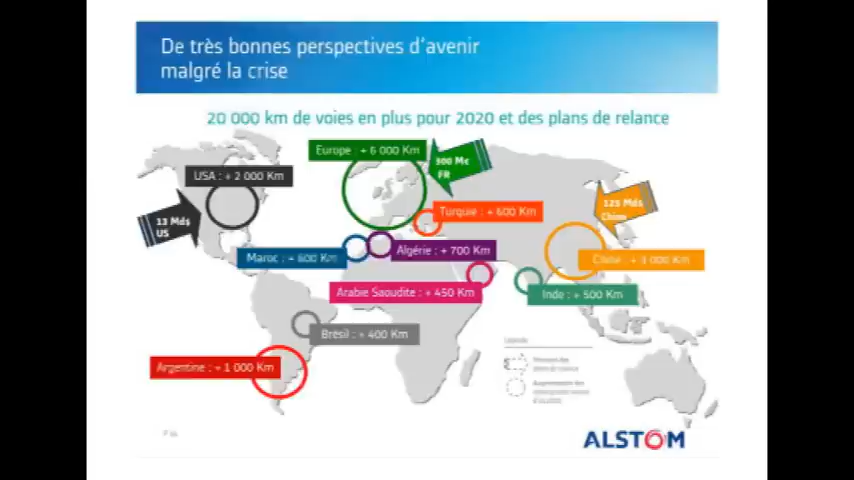 De très bonnes perspectives d'avenir
malgré la crise
20 000 km de voies en plus pour 2020 et des plans de relance
Europe : + 6 000 Km
300 M€
FR
USA : + 2 000 Km
13 Mds
US
Turquie : + 600 Km
125 Mds
Chine
Maroc : + 600 Km
Algérie : + 700 Km
Chine : + 3 000 Km
Arabie Saoudite : + 450 Km
Inde : + 500 Km
Brésil : + 400 Km
Argentine : + 1 000 Km
ALSTOM